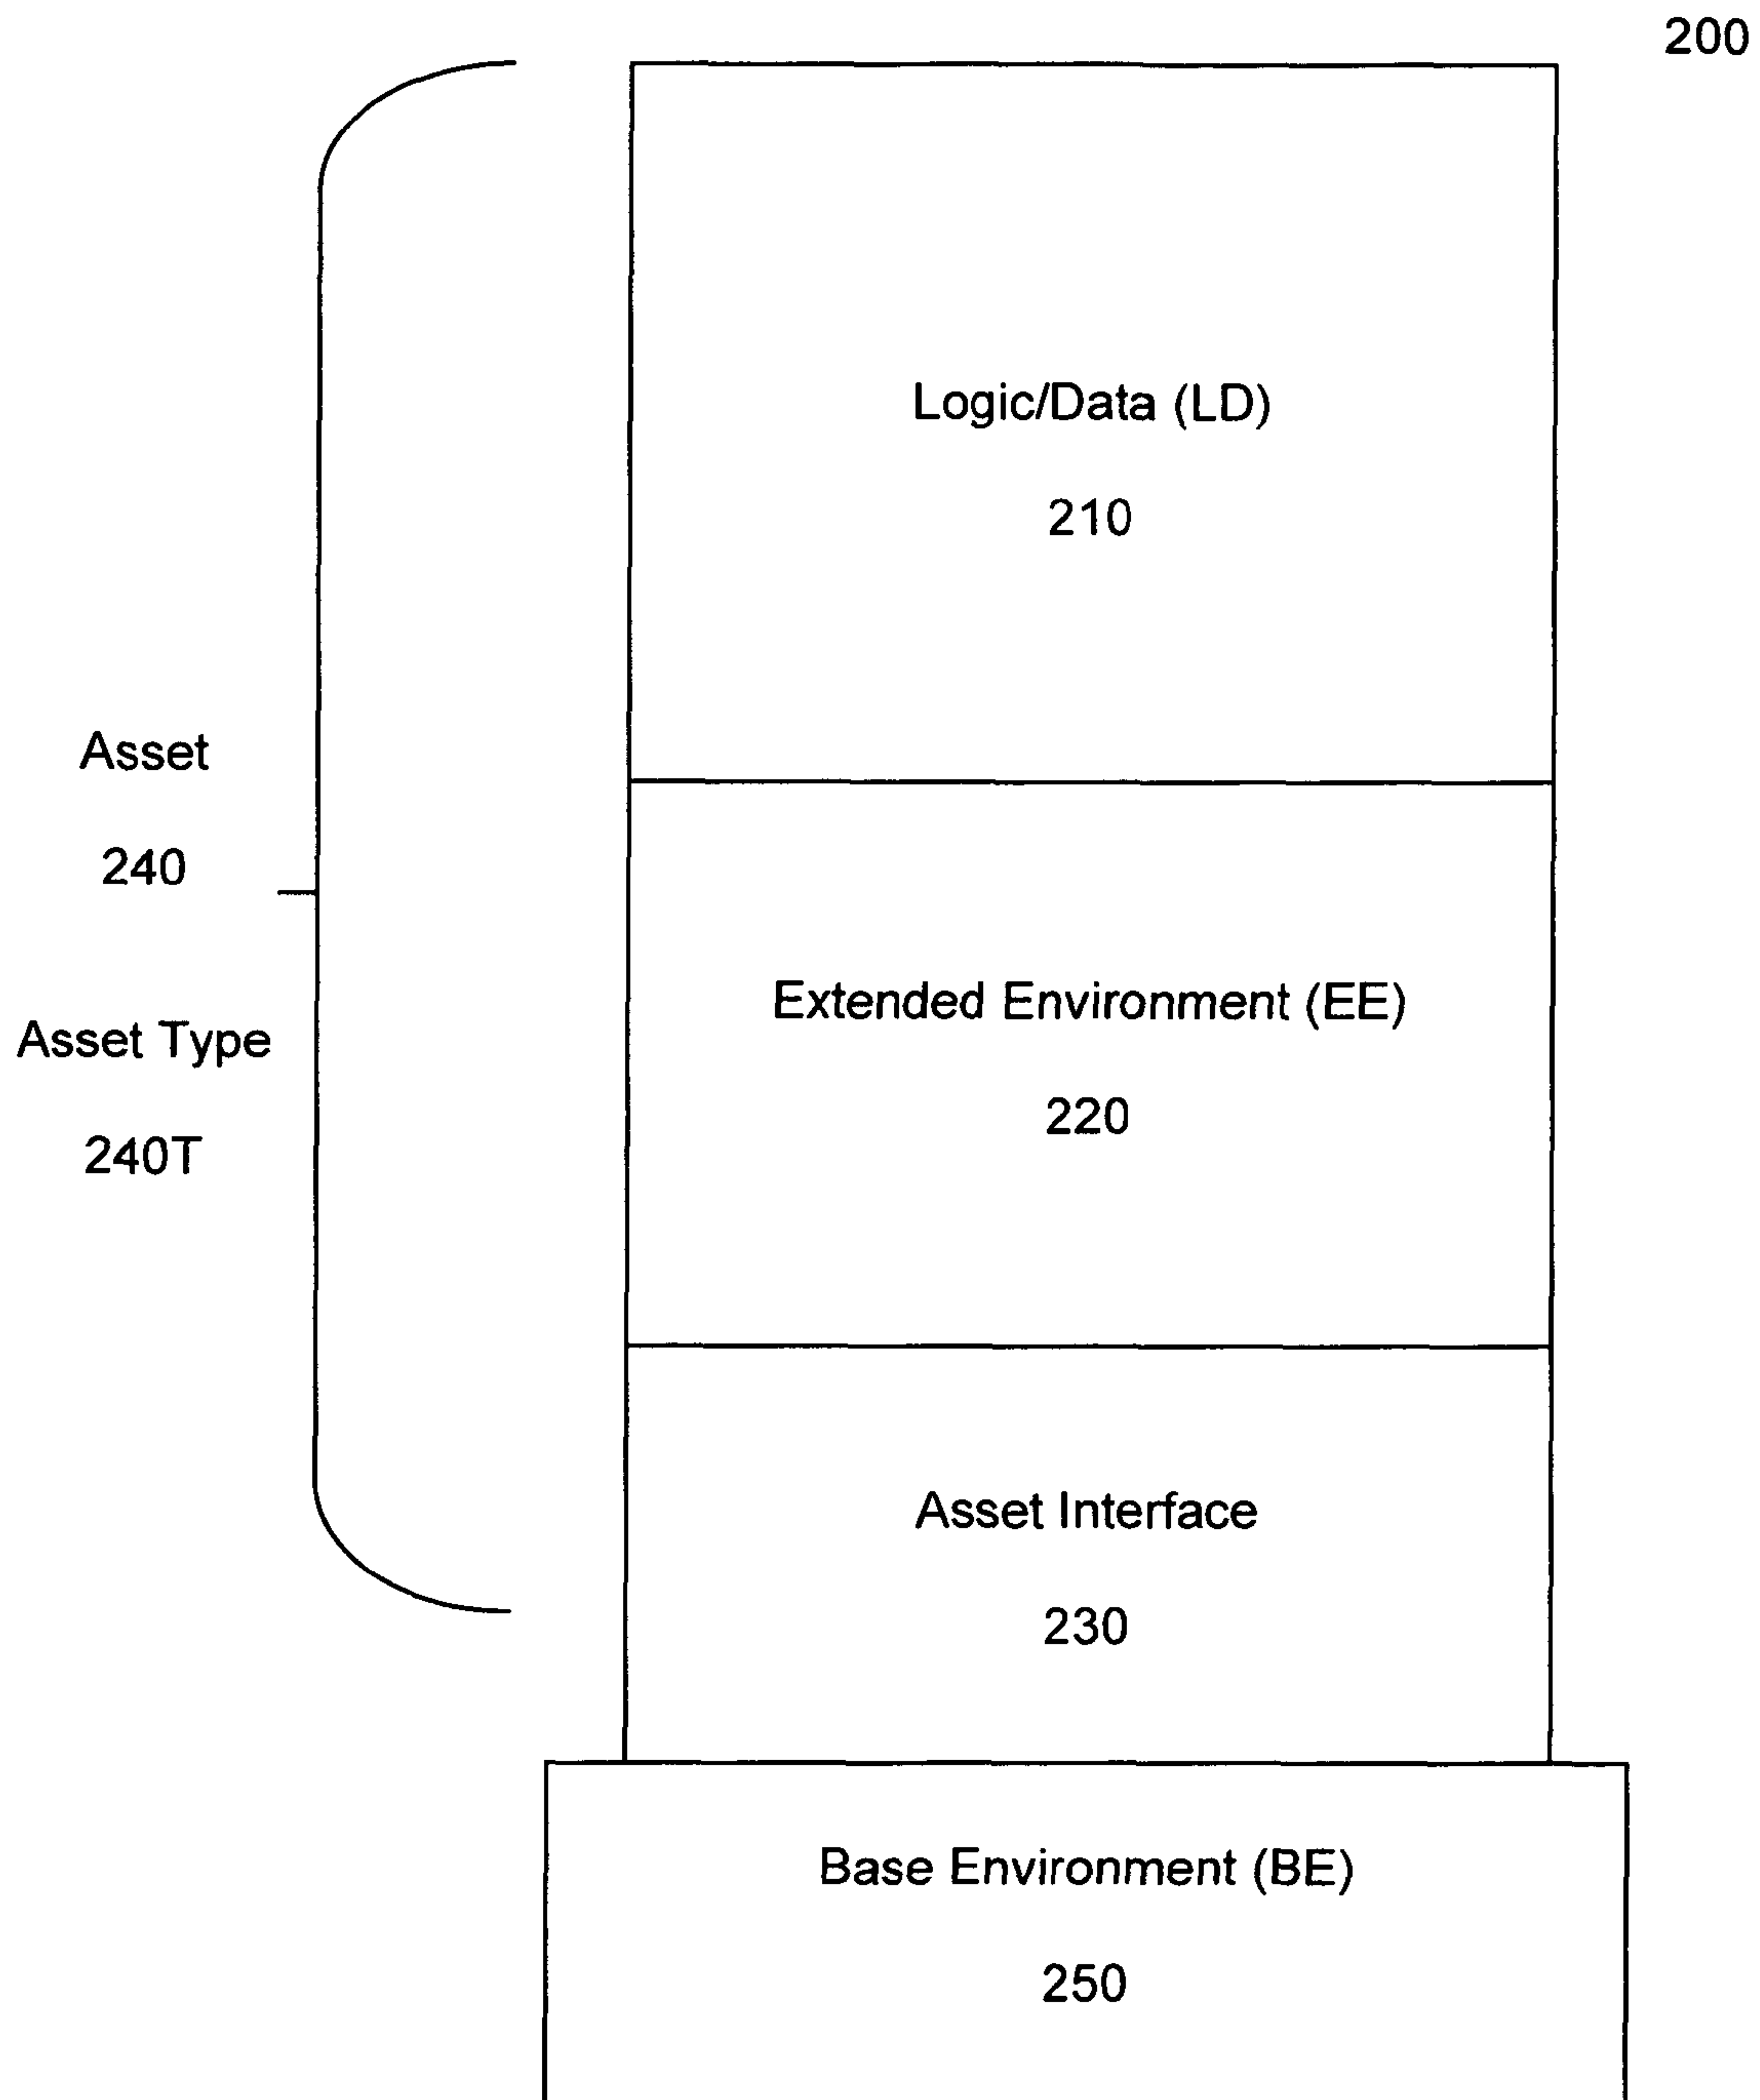 200
Logic/Data (LD)
210
Asset
240
Asset Type
240T
Extended Environment (EE)
220
Asset Interface
230
Base Environment (BE)
250